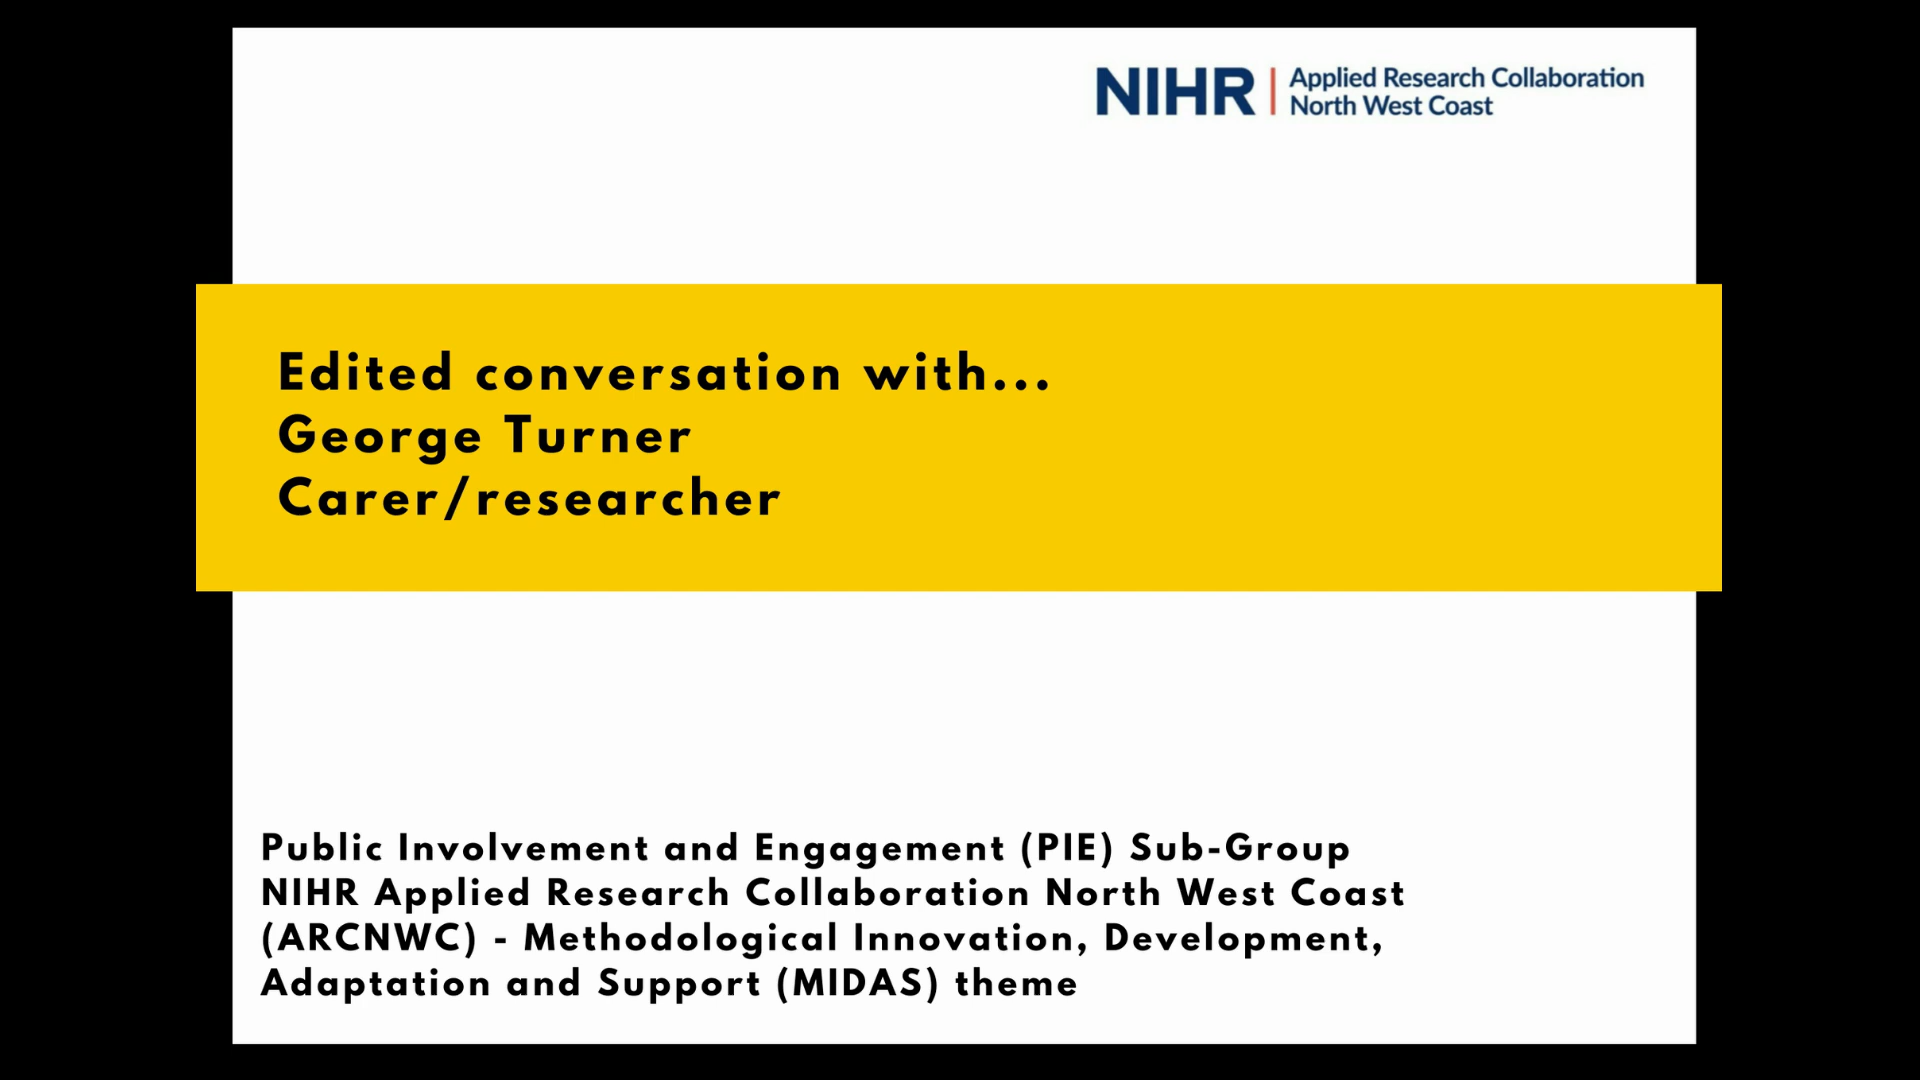 NIHR | Applied Research Collaboration
North West Coast
Edited conversation with...
George Turner
Carer/researcher
Public Involvement and Engagement (PIE) Sub-Group
NIHR Applied Research Collaboration North West Coast
(ARCNWC) - Methodological Innovation, Development,
Adaptation and Support (MIDAS) theme